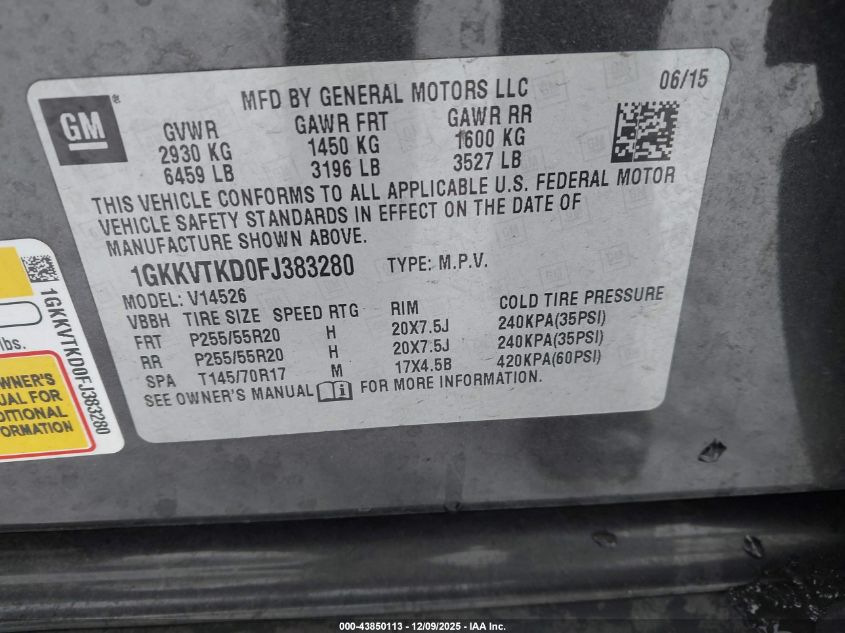 GM
®
MFD BY GENERAL MOTORS LLC
06/15
GVWR GAWR FRT GAWR RR
2930 KG 1450 KG 1600 KG
6459 LB 3196 LB 3527 LB
THIS VEHICLE CONFORMS TO ALL APPLICABLE U.S. FEDERAL MOTOR
VEHICLE SAFETY STANDARDS IN EFFECT ON THE DATE OF
MANUFACTURE SHOWN ABOVE.
1GKKVTKD0FJ383280 TYPE: M.P.V.
MODEL: V14526
VBBH TIRE SIZE SPEED RTG RIM COLD TIRE PRESSURE
FRT P255/55R20 H 20X7.5J 240KPA(35PSI)
RR P255/55R20 H 20X7.5J 240KPA(35PSI)
SPA T145/70R17 M 17X4.5B 420KPA(60PSI)
SEE OWNER'S MANUAL i FOR MORE INFORMATION.
1GKKVTKD0FJ383280
lbs.
OWNER'S
UAL FOR
DITIONAL
FORMATION
000-43850113 - 12/09/2025 - IAA Inc.